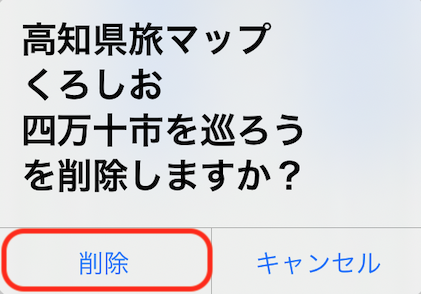 高知県旅マップ
くろしお
四万十市を巡ろう
を削除しますか？
削除
キャンセル